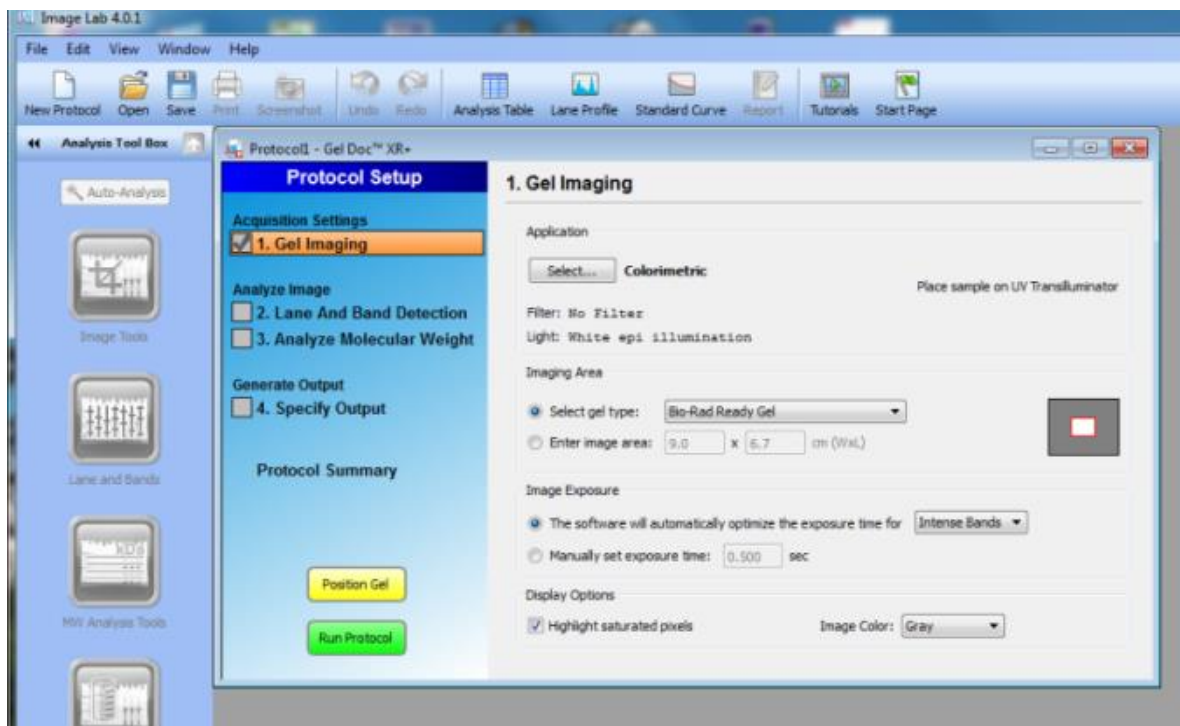 Image Lab 4.0.1
File Edit View Window Help
New Protocol Open Save Print Screenshot Undo Redo Analysis Table Lane Profile Standard Curve Report Tutorials Start Page
Analysis Tool Box
Auto-Analysis
Image Tools
Lane and Bands
KDa
MW Analysis Tools
Protocol1 - Gel Doc™ XR+
Protocol Setup
Acquisition Settings
1. Gel Imaging
Analyze Image
2. Lane And Band Detection
3. Analyze Molecular Weight
Generate Output
4. Specify Output
Protocol Summary
Position Gel
Run Protocol
1. Gel Imaging
Application
Select... Colorimetric
Place sample on UV Transilluminator
Filter: No Filter
Light: White epi illumination
Imaging Area
Select gel type: Bio-Rad Ready Gel
Enter image area: 9.0 x 6.7 cm (WxL)
Image Exposure
The software will automatically optimize the exposure time for Intense Bands
Manually set exposure time: 0.500 sec
Display Options
Highlight saturated pixels Image Color: Gray